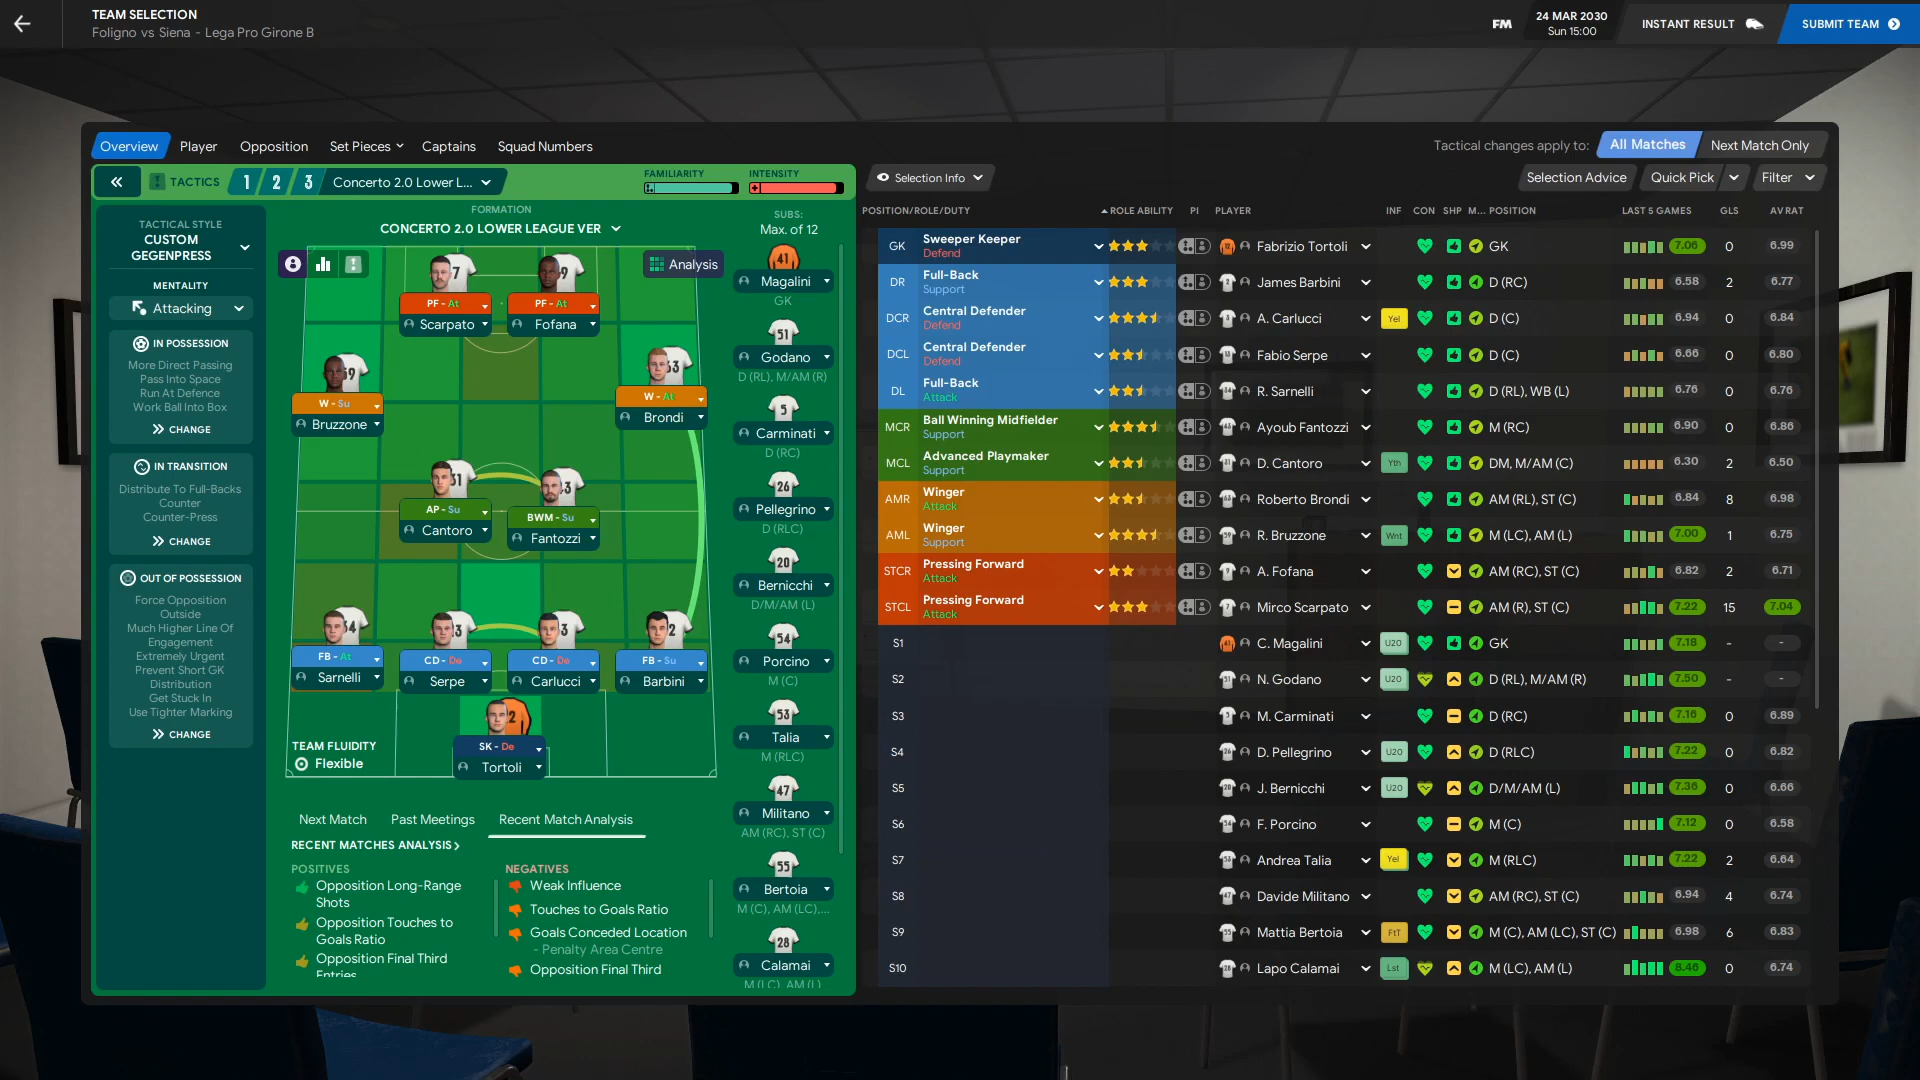 TEAM SELECTION
Foligno vs Siena - Lega Pro Girone B
FM
24 MAR 2030
Sun 15:00
INSTANT RESULT
SUBMIT TEAM
Overview
Player
Opposition
Set Pieces
Captains
Squad Numbers
Tactical changes apply to:
All Matches
Next Match Only
TACTICS
1
2
3
Concerto 2.0 Lower L...
FAMILIARITY
INTENSITY
Selection Info
Selection Advice
Quick Pick
Filter
TACTICAL STYLE
CUSTOM
GEGENPRESS
MENTALITY
Attacking
IN POSSESSION
More Direct Passing
Pass Into Space
Run At Defence
Work Ball Into Box
CHANGE
IN TRANSITION
Distribute To Full-Backs
Counter
Counter-Press
CHANGE
OUT OF POSSESSION
Force Opposition
Outside
Much Higher Line Of
Engagement
Extremely Urgent
Prevent Short GK
Distribution
Get Stuck In
Use Tighter Marking
CHANGE
FORMATION
CONCERTO 2.0 LOWER LEAGUE VER
Analysis
7
PF - At
Scarpato
9
PF - At
Fofana
W - Su
Bruzzone
W - At
Brondi
AP - Su
Cantoro
BWM - Su
Fantozzi
FB - At
Sarnelli
CD - De
Serpe
CD - De
Carlucci
FB - Su
Barbini
SK - De
Tortoli
TEAM FLUIDITY
Flexible
SUBS:
Max. of 12
41
Magalini
GK
51
Godano
D (RL), M/AM (R)
5
Carminati
D (RC)
26
Pellegrino
D (RLC)
20
Bernicchi
D/M/AM (L)
54
Porcino
M (C)
53
Talia
M (RLC)
47
Militano
AM (RC), ST (C)
55
Bertoia
M (C), AM (LC),...
28
Calamai
M (LC), AM (L)
Next Match
Past Meetings
Recent Match Analysis
RECENT MATCHES ANALYSIS
POSITIVES
Opposition Long-Range
Shots
Opposition Touches to
Goals Ratio
Opposition Final Third
Entries
NEGATIVES
Weak Influence
Touches to Goals Ratio
Goals Conceded Location
- Penalty Area Centre
Opposition Final Third
POSITION/ROLE/DUTY ROLE ABILITY PI PLAYER INF CON SHP M... POSITION LAST 5 GAMES GLS AV RAT
GK Sweeper Keeper Defend Fabrizio Tortoli GK 7.06 0 6.99
DR Full-Back Support James Barbini D (RC) 6.58 2 6.77
DCR Central Defender Defend A. Carlucci Yel D (C) 6.94 0 6.84
DCL Central Defender Defend Fabio Serpe D (C) 6.66 0 6.80
DL Full-Back Attack R. Sarnelli D (RL), WB (L) 6.76 0 6.76
MCR Ball Winning Midfielder Support Ayoub Fantozzi M (RC) 6.90 0 6.86
MCL Advanced Playmaker Support D. Cantoro Yth DM, M/AM (C) 6.30 2 6.50
AMR Winger Attack Roberto Brondi AM (RL), ST (C) 6.84 8 6.98
AML Winger Support R. Bruzzone Wnt M (LC), AM (L) 7.00 1 6.75
STCR Pressing Forward Attack A. Fofana AM (RC), ST (C) 6.82 2 6.71
STCL Pressing Forward Attack Mirco Scarpato AM (R), ST (C) 7.22 15 7.04
S1 C. Magalini U20 GK 7.18 - -
S2 N. Godano U20 D (RL), M/AM (R) 7.50 - -
S3 M. Carminati D (RC) 7.16 0 6.89
S4 D. Pellegrino U20 D (RLC) 7.22 0 6.82
S5 J. Bernicchi U20 D/M/AM (L) 7.36 0 6.66
S6 F. Porcino M (C) 7.12 0 6.58
S7 Andrea Talia Yel M (RLC) 7.22 2 6.64
S8 Davide Militano AM (RC), ST (C) 6.94 4 6.74
S9 Mattia Bertoia FtT M (C), AM (LC), ST (C) 6.98 6 6.83
S10 Lapo Calamai Lst M (LC), AM (L) 8.46 0 6.74